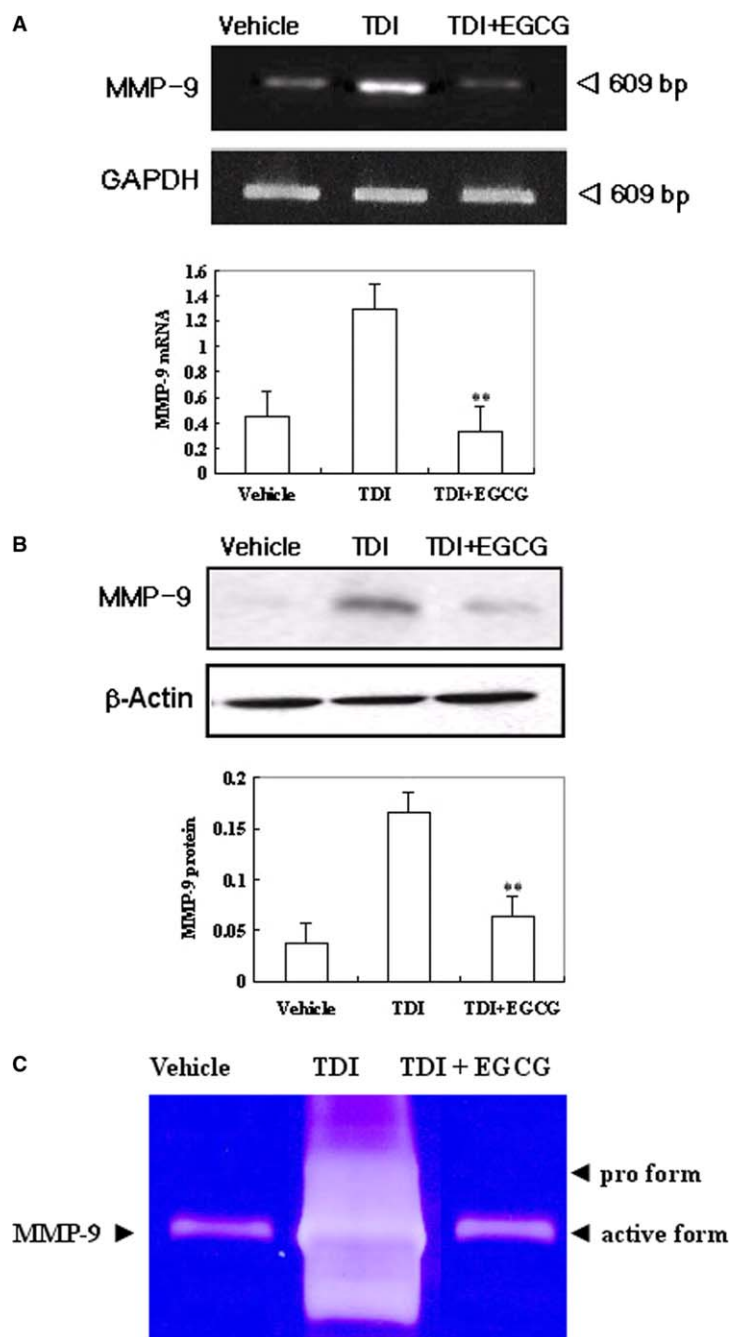 A
Vehicle TDI TDI+EGCG
MMP-9
◁ 609 bp
GAPDH
◁ 609 bp
1.6
1.4
1.2
1
0.8
0.6
0.4
0.2
0
MMP-9 mRNA
**
Vehicle TDI TDI+EGCG
B
Vehicle TDI TDI+EGCG
MMP-9
β-Actin
0.2
0.15
0.1
0.05
0
MMP-9 protein
**
Vehicle TDI TDI+EGCG
C
Vehicle TDI TDI + EGCG
◀ pro form
MMP-9 ▶ ◀ active form